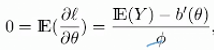 0 = 𝔼(∂ℓ/∂θ) = (𝔼(Y) − b′(θ))/ϕ,